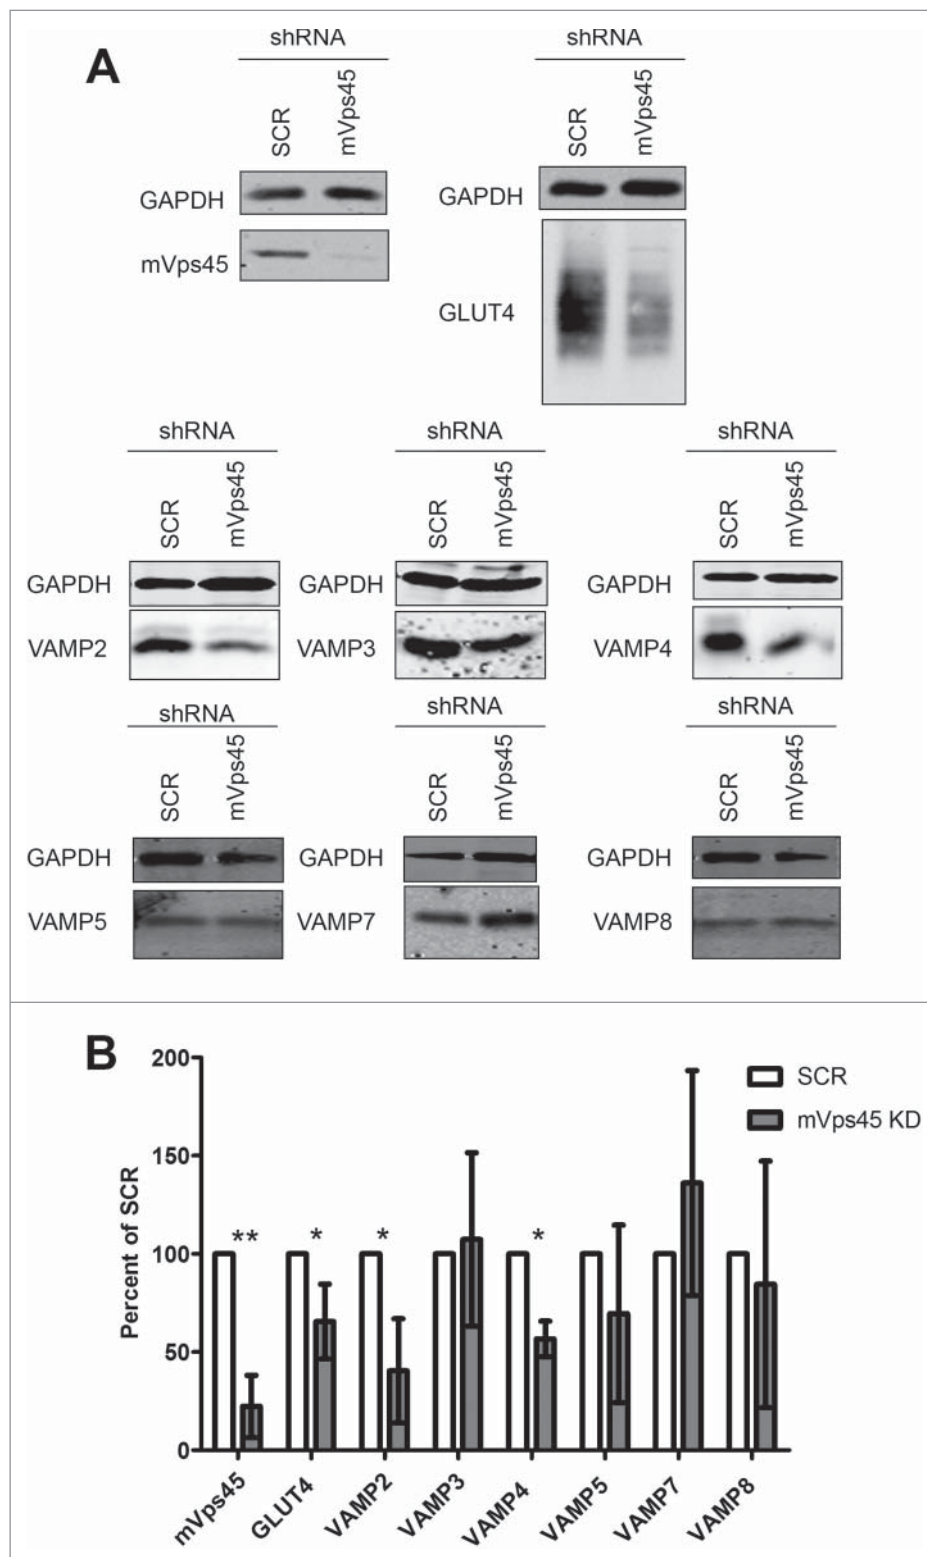 A
shRNA
shRNA
SCR
mVps45
SCR
mVps45
GAPDH
GAPDH
mVps45
GLUT4
shRNA
shRNA
shRNA
SCR
mVps45
SCR
mVps45
SCR
mVps45
GAPDH
GAPDH
GAPDH
VAMP2
VAMP3
VAMP4
shRNA
shRNA
shRNA
SCR
mVps45
SCR
mVps45
SCR
mVps45
GAPDH
GAPDH
GAPDH
VAMP5
VAMP7
VAMP8
B
200
150
100
50
0
Percent of SCR
SCR
mVps45 KD
**
*
*
*
mVps45
GLUT4
VAMP2
VAMP3
VAMP4
VAMP5
VAMP7
VAMP8